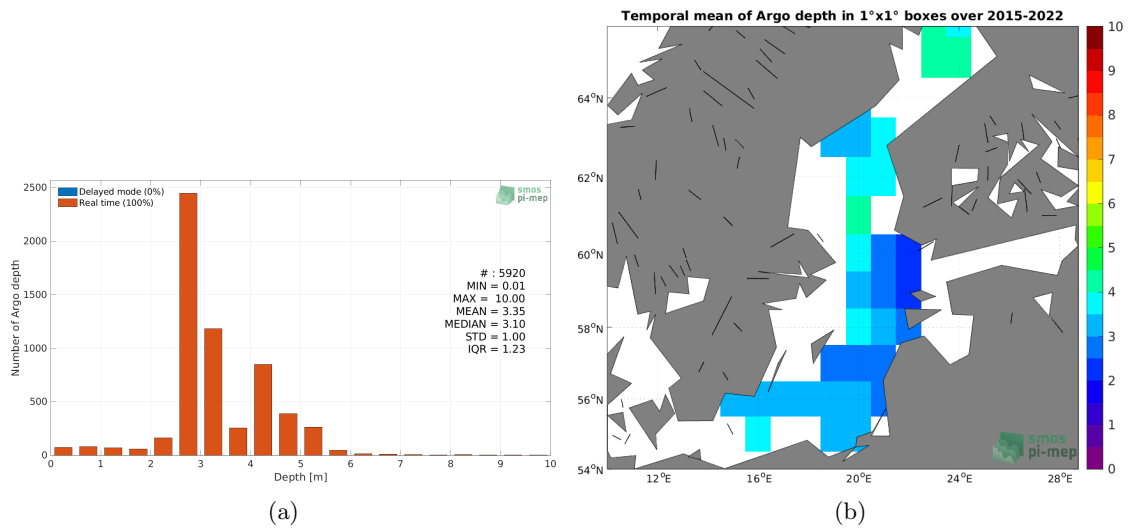 Temporal mean of Argo depth in 1°x1° boxes over 2015-2022
2500
2000
1500
1000
500
0
Number of Argo depth
Delayed mode (0%)
Real time (100%)
smos
pi-mep
# : 5920
MIN = 0.01
MAX = 10.00
MEAN = 3.35
MEDIAN = 3.10
STD = 1.00
IQR = 1.23
0 1 2 3 4 5 6 7 8 9 10
Depth [m]
(a)
64°N
62°N
60°N
58°N
56°N
54°N
12°E 16°E 20°E 24°E 28°E
smos
pi-mep
10
9
8
7
6
5
4
3
2
1
0
(b)